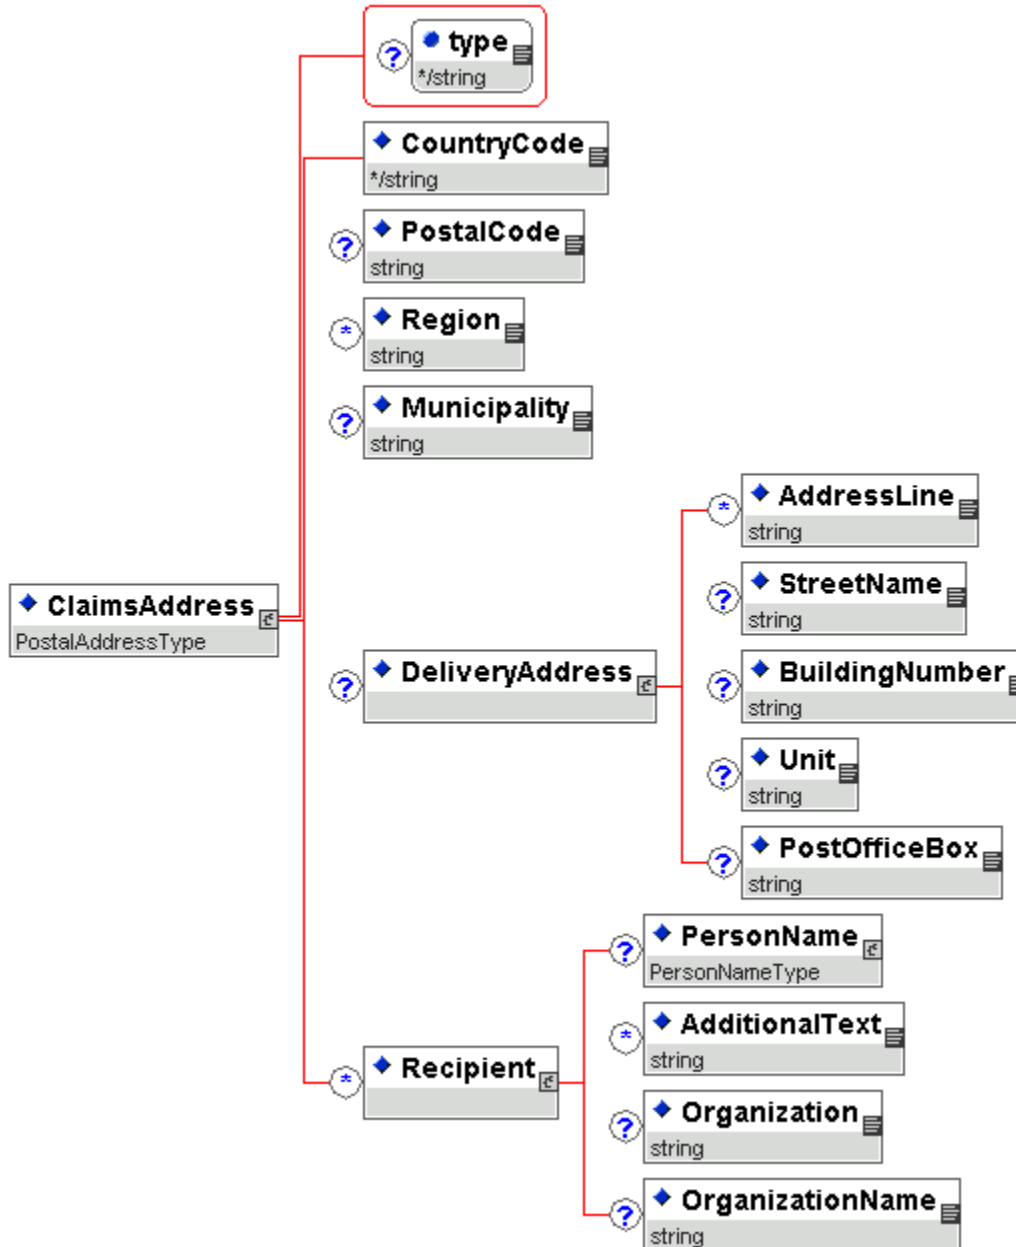 ?
type
*/string
CountryCode
*/string
?
PostalCode
string
*
Region
string
?
Municipality
string
*
AddressLine
string
?
StreetName
string
ClaimsAddress
PostalAddressType
?
DeliveryAddress
?
BuildingNumber
string
?
Unit
string
?
PostOfficeBox
string
?
PersonName
PersonNameType
*
AdditionalText
string
*
Recipient
?
Organization
string
?
OrganizationName
string